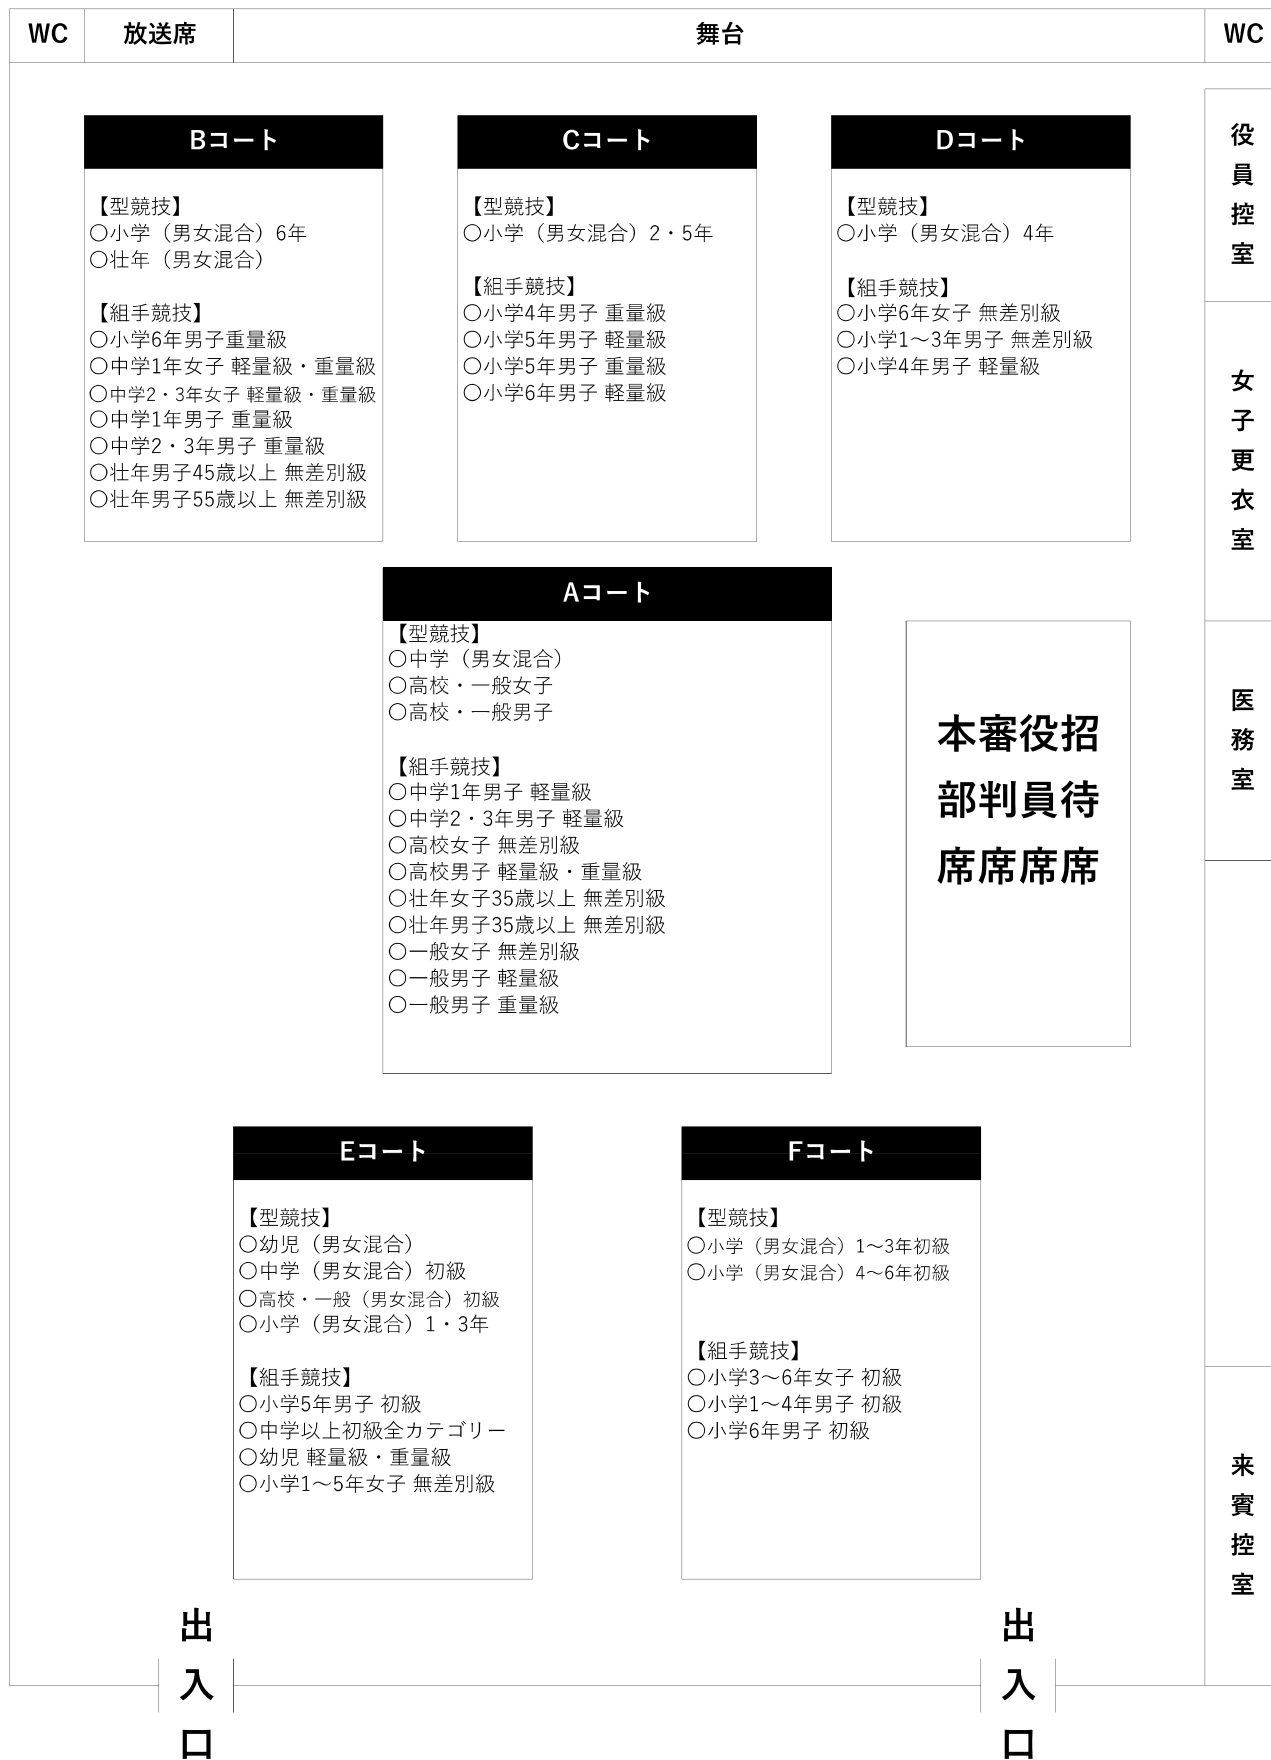 WC
放送席
舞台
WC
Bコート
【型競技】
○小学（男女混合）6年
○壮年（男女混合）
【組手競技】
○小学6年男子重量級
○中学1年女子 軽量級・重量級
○中学2・3年女子 軽量級・重量級
○中学1年男子 重量級
○中学2・3年男子 重量級
○壮年男子45歳以上 無差別級
○壮年男子55歳以上 無差別級
Cコート
【型競技】
○小学（男女混合）2・5年
【組手競技】
○小学4年男子 重量級
○小学5年男子 軽量級
○小学5年男子 重量級
○小学6年男子 軽量級
Dコート
【型競技】
○小学（男女混合）4年
【組手競技】
○小学6年女子 無差別級
○小学1～3年男子 無差別級
○小学4年男子 軽量級
役員控室
女子更衣室
Aコート
【型競技】
○中学（男女混合）
○高校・一般女子
○高校・一般男子
【組手競技】
○中学1年男子 軽量級
○中学2・3年男子 軽量級
○高校女子 無差別級
○高校男子 軽量級・重量級
○壮年女子35歳以上 無差別級
○壮年男子35歳以上 無差別級
○一般女子 無差別級
○一般男子 軽量級
○一般男子 重量級
招待席
役員席
審判席
本部席
医務室
Eコート
【型競技】
○幼児（男女混合）
○中学（男女混合）初級
○高校・一般（男女混合）初級
○小学（男女混合）1・3年
【組手競技】
○小学5年男子 初級
○中学以上初級全カテゴリー
○幼児 軽量級・重量級
○小学1～5年女子 無差別級
Fコート
【型競技】
○小学（男女混合）1～3年初級
○小学（男女混合）4～6年初級
【組手競技】
○小学3～6年女子 初級
○小学1～4年男子 初級
○小学6年男子 初級
来賓控室
出入口
出入口